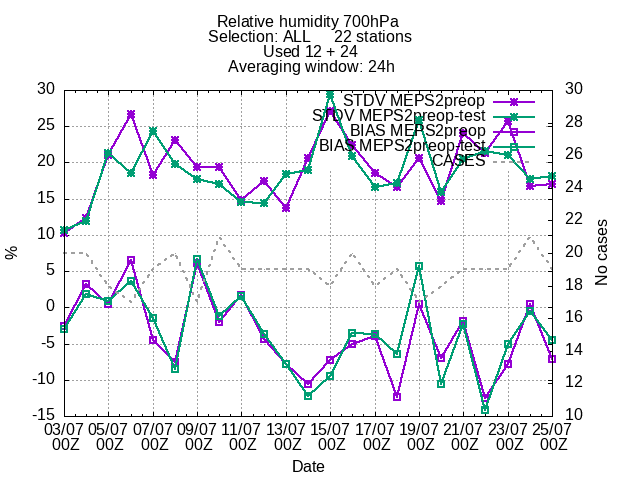 Relative humidity 700hPa
Selection: ALL 22 stations
Used 12 + 24
Averaging window: 24h
STDV MEPS2preop
STDV MEPS2preop-test
BIAS MEPS2preop
BIAS MEPS2preop-test
CASES
30
25
20
15
10
5
0
-5
-10
-15
%
30
28
26
24
22
20
18
16
14
12
10
No cases
03/07 05/07 07/07 09/07 11/07 13/07 15/07 17/07 19/07 21/07 23/07 25/07
00Z 00Z 00Z 00Z 00Z 00Z 00Z 00Z 00Z 00Z 00Z 00Z
Date